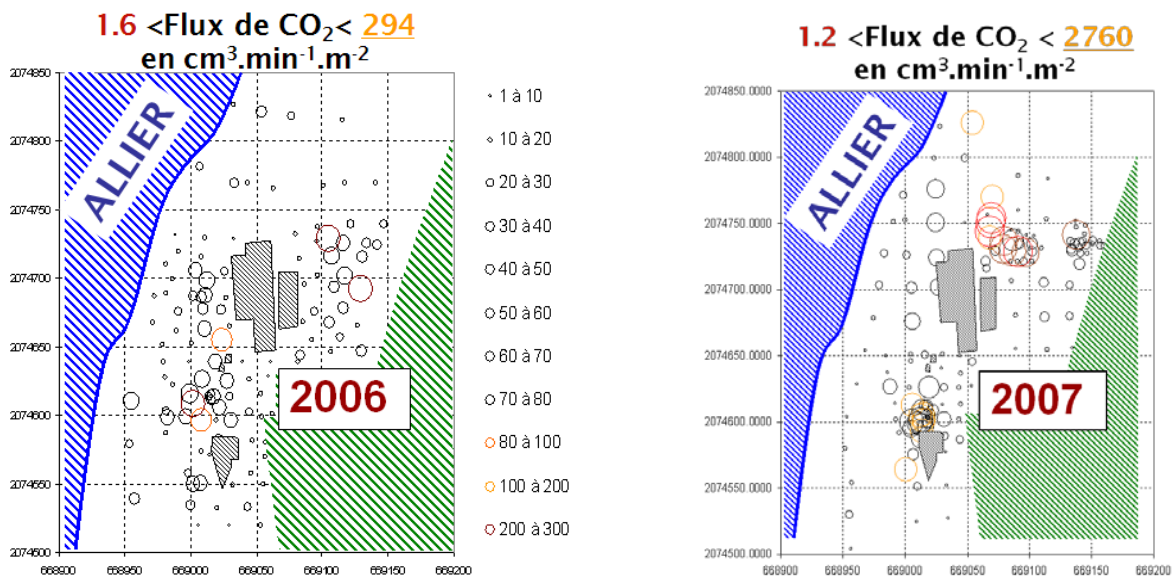 1.6 <Flux de CO₂< 294
en cm³.min⁻¹.m⁻²
2074850
2074800
2074750
2074700
2074650
2074600
2074550
2074500
668900 668950 669000 669050 669100 669150 669200
ALLIER
2006
1 à 10
10 à 20
20 à 30
30 à 40
40 à 50
50 à 60
60 à 70
70 à 80
80 à 100
100 à 200
200 à 300
1.2 <Flux de CO₂ < 2760
en cm³.min⁻¹.m⁻²
2074850.0000
2074800.0000
2074750.0000
2074700.0000
2074650.0000
2074600.0000
2074550.0000
2074500.0000
668900 668950 669000 669050 669100 669150 669200
ALLIER
2007